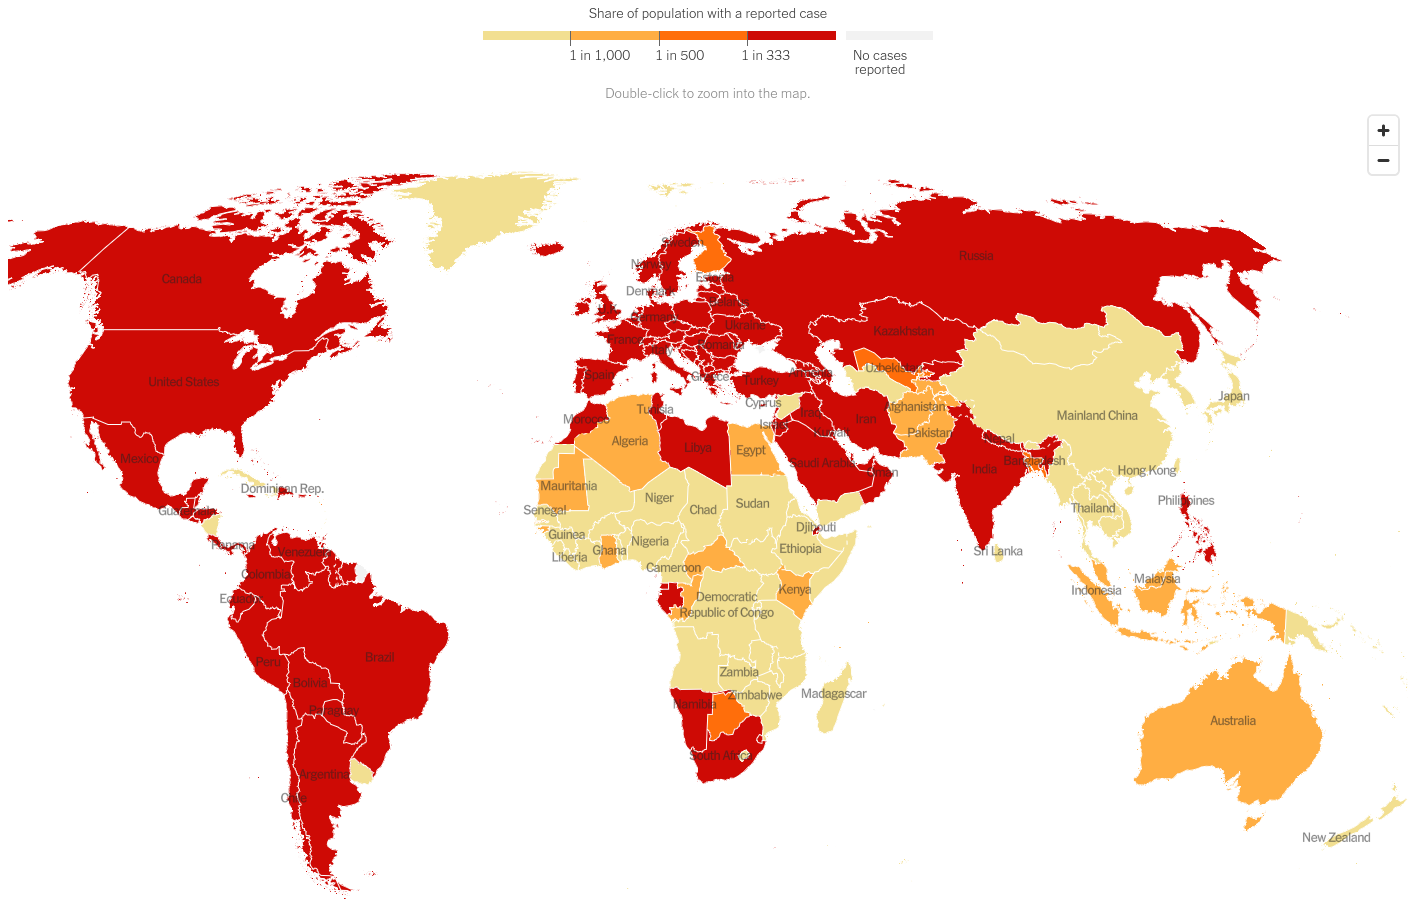 Share of population with a reported case
1 in 1,000
1 in 500
1 in 333
No cases
reported
Double-click to zoom into the map.
+
−
Canada
United States
Mexico
Dominican Rep.
Panama
Venezuela
Colombia
Ecuador
Peru
Brazil
Bolivia
Paraguay
Argentina
Chile
Sweden
Norway
Estonia
Denmark
Belarus
Germany
Ukraine
France
Romania
Italy
Spain
Greece
Turkey
Cyprus
Russia
Kazakhstan
Uzbekistan
Afghanistan
Pakistan
Iran
Iraq
Israel
Kuwait
Saudi Arabia
Oman
Morocco
Tunisia
Algeria
Libya
Egypt
Mauritania
Senegal
Niger
Chad
Sudan
Guinea
Liberia
Ghana
Nigeria
Cameroon
Djibouti
Ethiopia
Kenya
Democratic
Republic of Congo
Zambia
Zimbabwe
Madagascar
Namibia
South Africa
India
Nepal
Bangladesh
Sri Lanka
Mainland China
Hong Kong
Japan
Thailand
Philippines
Malaysia
Indonesia
Australia
New Zealand